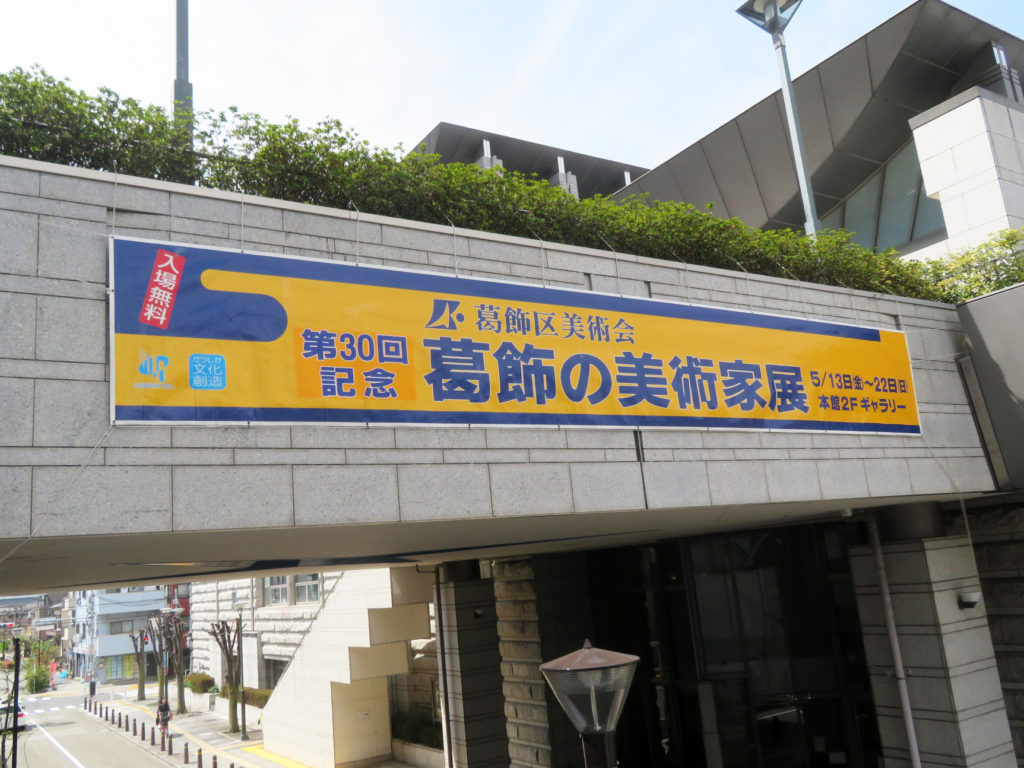 入場無料
かつしか
文化
創造
葛飾区美術会
第30回
記念
葛飾の美術家展
5/13日(金)~22日(日)
本館2Fギャラリー